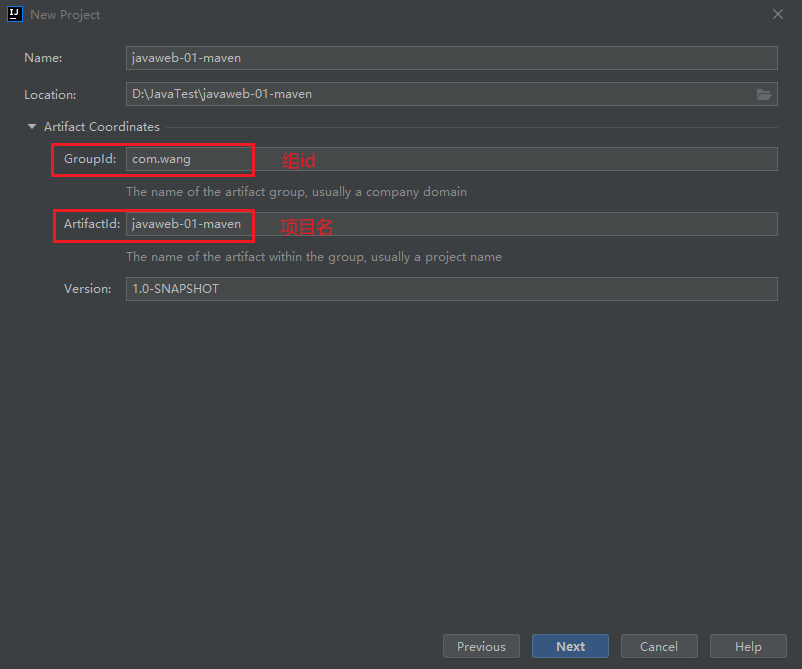 New Project
Name: javaweb-01-maven
Location: D:\JavaTest\javaweb-01-maven
Artifact Coordinates
GroupId: com.wang 组id
The name of the artifact group, usually a company domain
ArtifactId: javaweb-01-maven 项目名
The name of the artifact within the group, usually a project name
Version: 1.0-SNAPSHOT
Previous Next Cancel Help